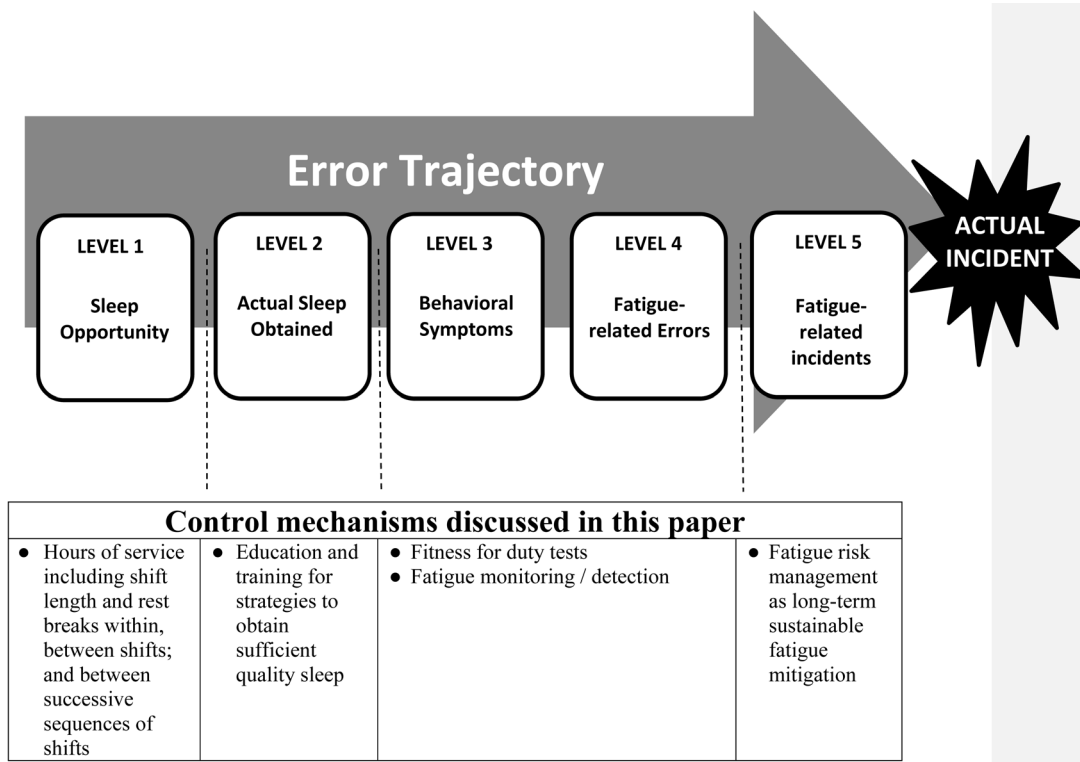 Error Trajectory
LEVEL 1
Sleep
Opportunity
LEVEL 2
Actual Sleep
Obtained
LEVEL 3
Behavioral
Symptoms
LEVEL 4
Fatigue-
related Errors
LEVEL 5
Fatigue-
related
incidents
ACTUAL
INCIDENT
Control mechanisms discussed in this paper
● Hours of service
including shift
length and rest
breaks within,
between shifts;
and between
successive
sequences of
shifts
● Education and
training for
strategies to
obtain
sufficient
quality sleep
● Fitness for duty tests
● Fatigue monitoring / detection
● Fatigue risk
management
as long-term
sustainable
fatigue
mitigation